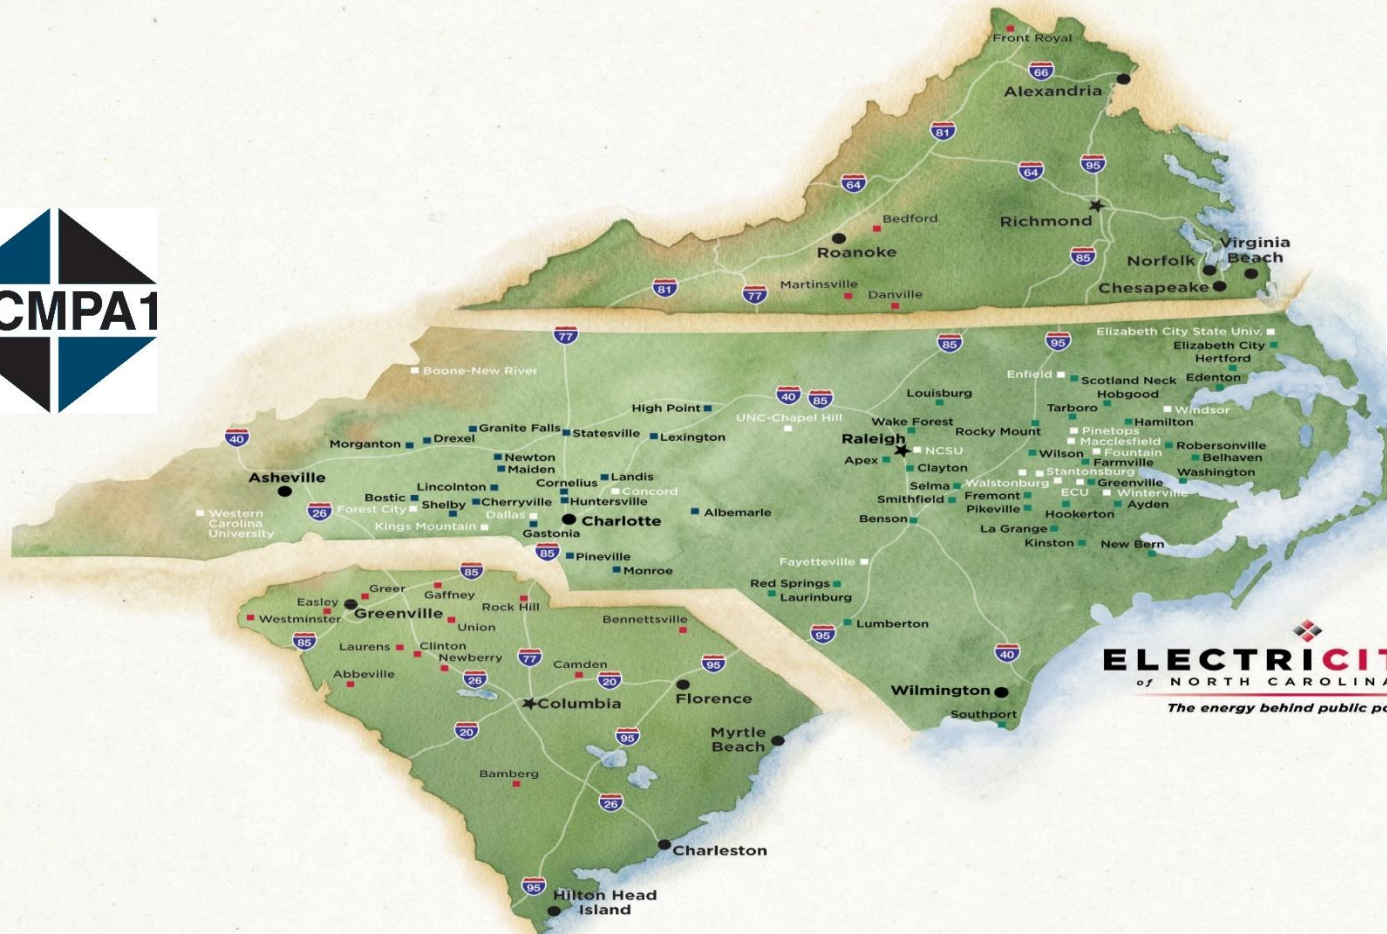 Front Royal
66
Alexandria
81
95
64
64
Bedford
Richmond
Roanoke
85
Virginia
Beach
Norfolk
Chesapeake
81
77
Martinsville
Danville
CMPA1
77
85
95
Elizabeth City State Univ.
Elizabeth City
Hertford
Edenton
Boone-New River
Enfield
Scotland Neck
Hobgood
Louisburg
40
85
High Point
UNC-Chapel Hill
Tarboro
Windsor
Hamilton
Wake Forest
Rocky Mount
Pinetops
Macclesfield
Robersonville
40
Granite Falls
Statesville
Lexington
Morganton
Drexel
Raleigh
NCSU
Wilson
Fountain
Belhaven
Farmville
Apex
Clayton
Newton
Maiden
Stantonsburg
Washington
Asheville
Landis
Cornelius
Concord
Lincolnton
Selma
Walstonburg
Greenville
ECU
Winterville
Bostic
Shelby
Cherryville
Huntersville
Smithfield
Fremont
Ayden
26
Forest City
Dallas
Pikeville
Hookerton
Western
Carolina
University
Kings Mountain
Charlotte
Albemarle
Benson
La Grange
Gastonia
Kinston
New Bern
85
Pineville
Monroe
Fayetteville
Red Springs
Laurinburg
85
Greer
Gaffney
Rock Hill
Easley
Greenville
Westminster
Union
Bennettsville
95
Lumberton
85
Laurens
Clinton
Newberry
77
Camden
95
40
Abbeville
26
20
Florence
Wilmington
Columbia
Southport
20
95
Myrtle
Beach
Bamberg
26
Charleston
95
Hilton Head
Island
ELECTRICIT
of NORTH CAROLINA
The energy behind public po